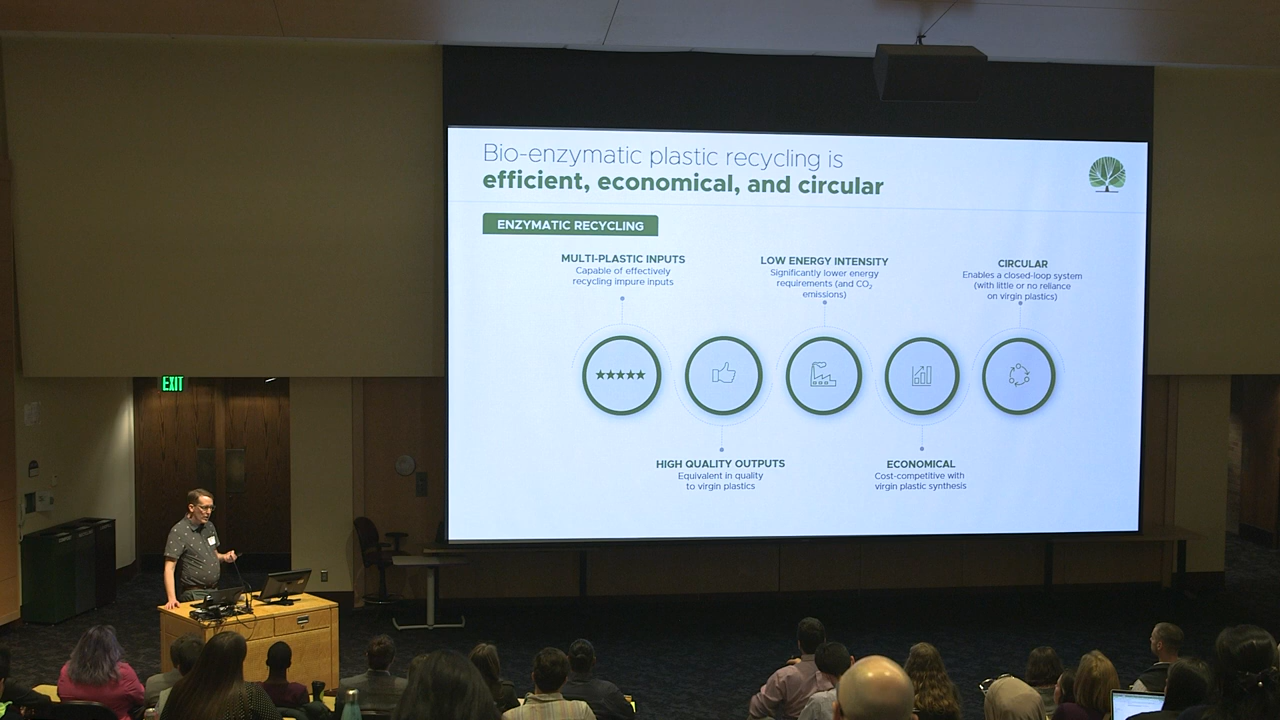 Bio-enzymatic plastic recycling is
efficient, economical, and circular
ENZYMATIC RECYCLING
MULTI-PLASTIC INPUTS
Capable of effectively
recycling impure inputs
LOW ENERGY INTENSITY
Significantly lower energy
requirements (and CO₂
emissions)
CIRCULAR
Enables a closed-loop system
(with little or no reliance
on virgin plastics)
HIGH QUALITY OUTPUTS
Equivalent in quality
to virgin plastics
ECONOMICAL
Cost-competitive with
virgin plastic synthesis
EXIT